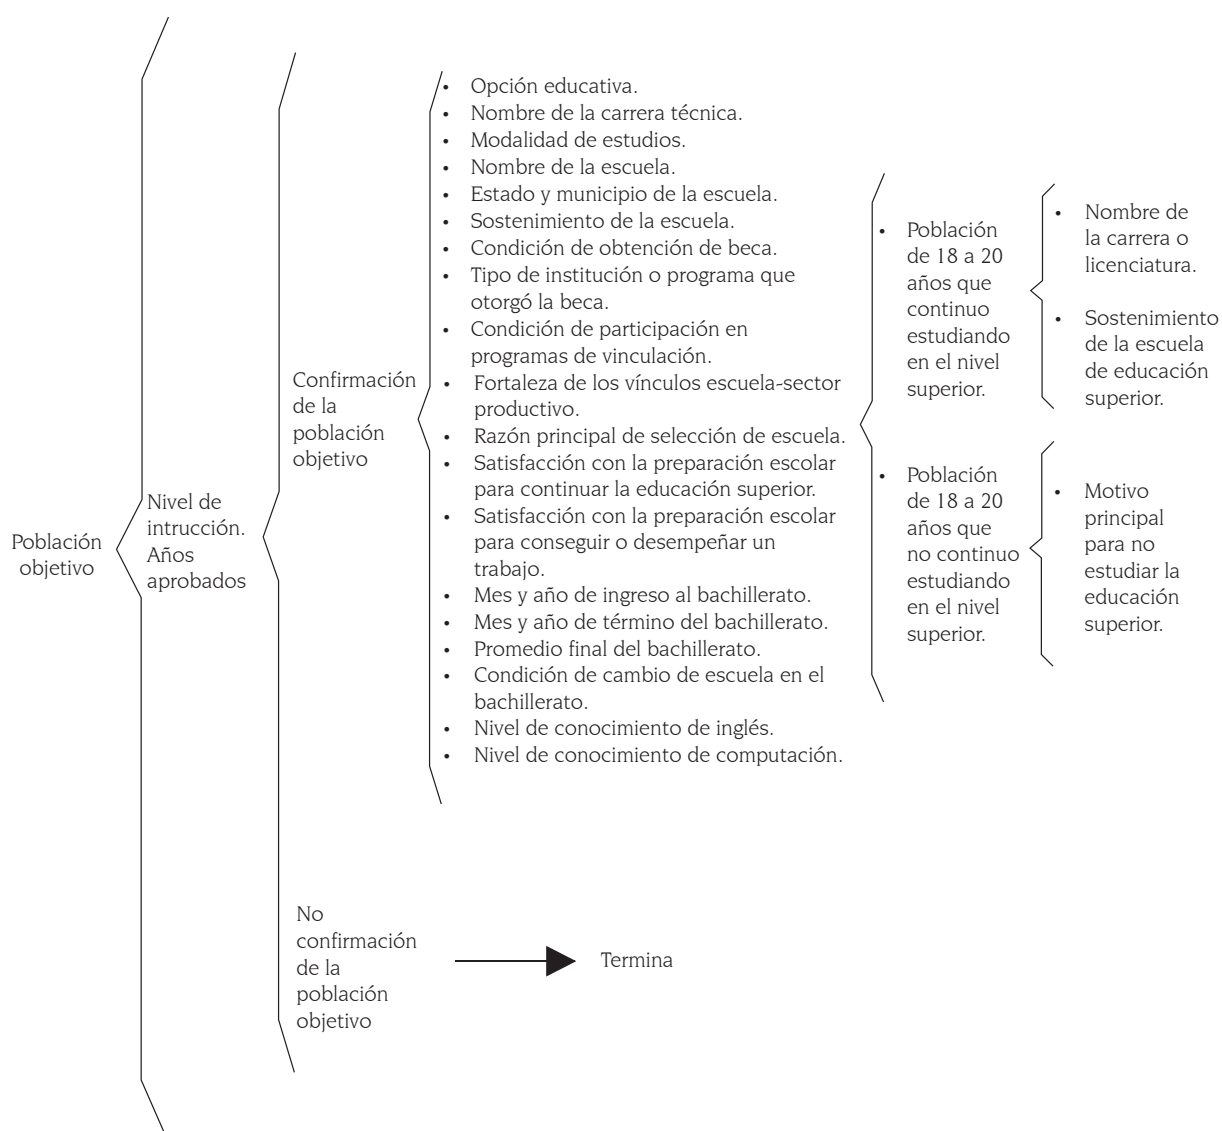 Población
objetivo
Nivel de
intrucción.
Años
aprobados
Confirmación
de la
población
objetivo
• Opción educativa.
• Nombre de la carrera técnica.
• Modalidad de estudios.
• Nombre de la escuela.
• Estado y municipio de la escuela.
• Sostenimiento de la escuela.
• Condición de obtención de beca.
• Tipo de institución o programa que
otorgó la beca.
• Condición de participación en
programas de vinculación.
• Fortaleza de los vínculos escuela-sector
productivo.
• Razón principal de selección de escuela.
• Satisfacción con la preparación escolar
para continuar la educación superior.
• Satisfacción con la preparación escolar
para conseguir o desempeñar un
trabajo.
• Mes y año de ingreso al bachillerato.
• Mes y año de término del bachillerato.
• Promedio final del bachillerato.
• Condición de cambio de escuela en el
bachillerato.
• Nivel de conocimiento de inglés.
• Nivel de conocimiento de computación.
• Población
de 18 a 20
años que
continuo
estudiando
en el nivel
superior.
• Nombre de
la carrera o
licenciatura.
• Sostenimiento
de la escuela
de educación
superior.
• Población
de 18 a 20
años que
no continuo
estudiando
en el nivel
superior.
• Motivo
principal
para no
estudiar la
educación
superior.
No
confirmación
de la
población
objetivo
Termina